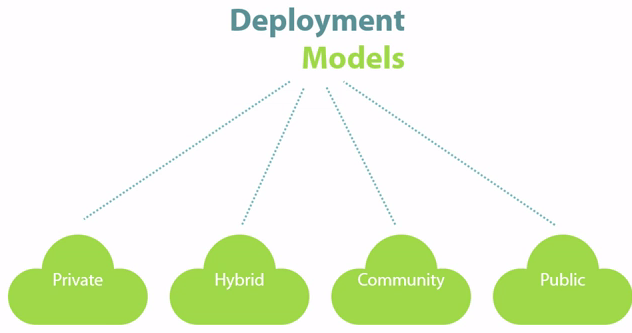 Deployment
Models
Private
Hybrid
Community
Public